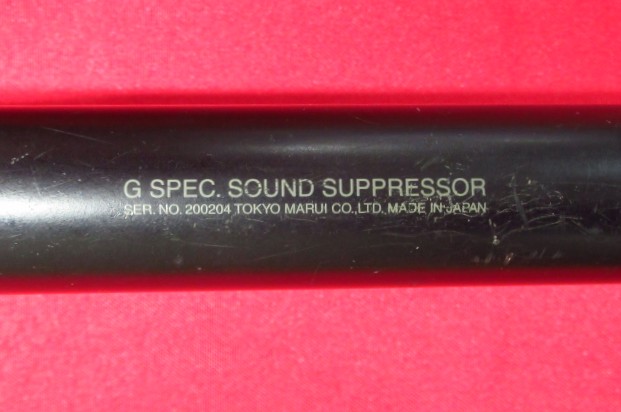 G SPEC. SOUND SUPPRESSOR
SER. NO. 200204 TOKYO MARUI CO.,LTD. MADE IN JAPAN